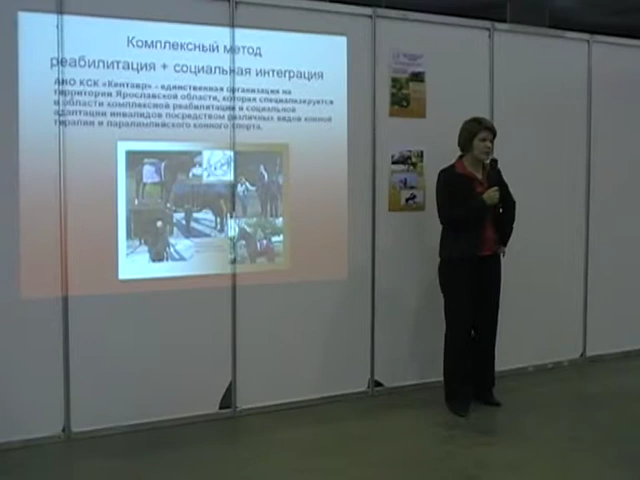 Комплексный метод
реабилитация + социальная интеграция
АНО КСК «Кентавр» - единственная организация на
территории Ярославской области, которая специализируется
в области комплексной реабилитации и социальной
адаптации инвалидов посредством различных видов конной
терапии и паралимпийского конного спорта.